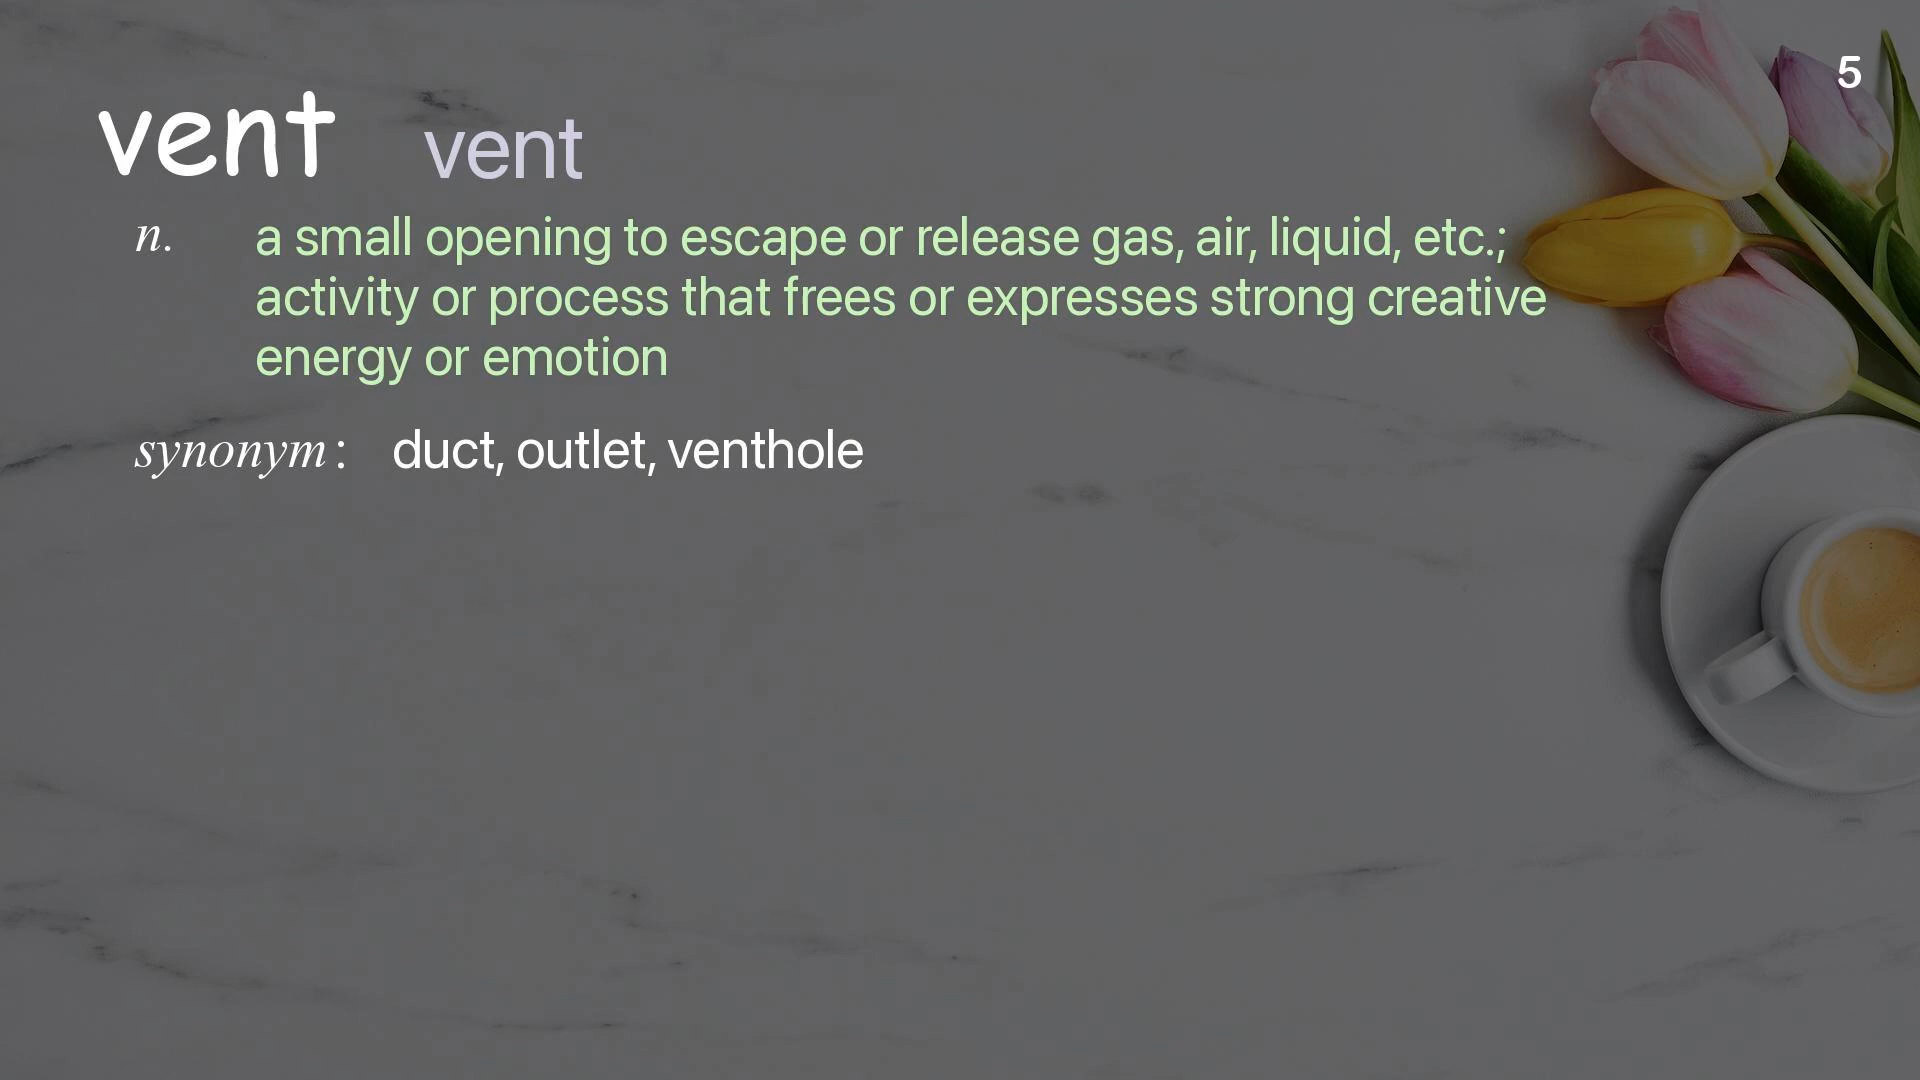 5
vent vent
n. a small opening to escape or release gas, air, liquid, etc.;
activity or process that frees or expresses strong creative
energy or emotion
synonym : duct, outlet, venthole